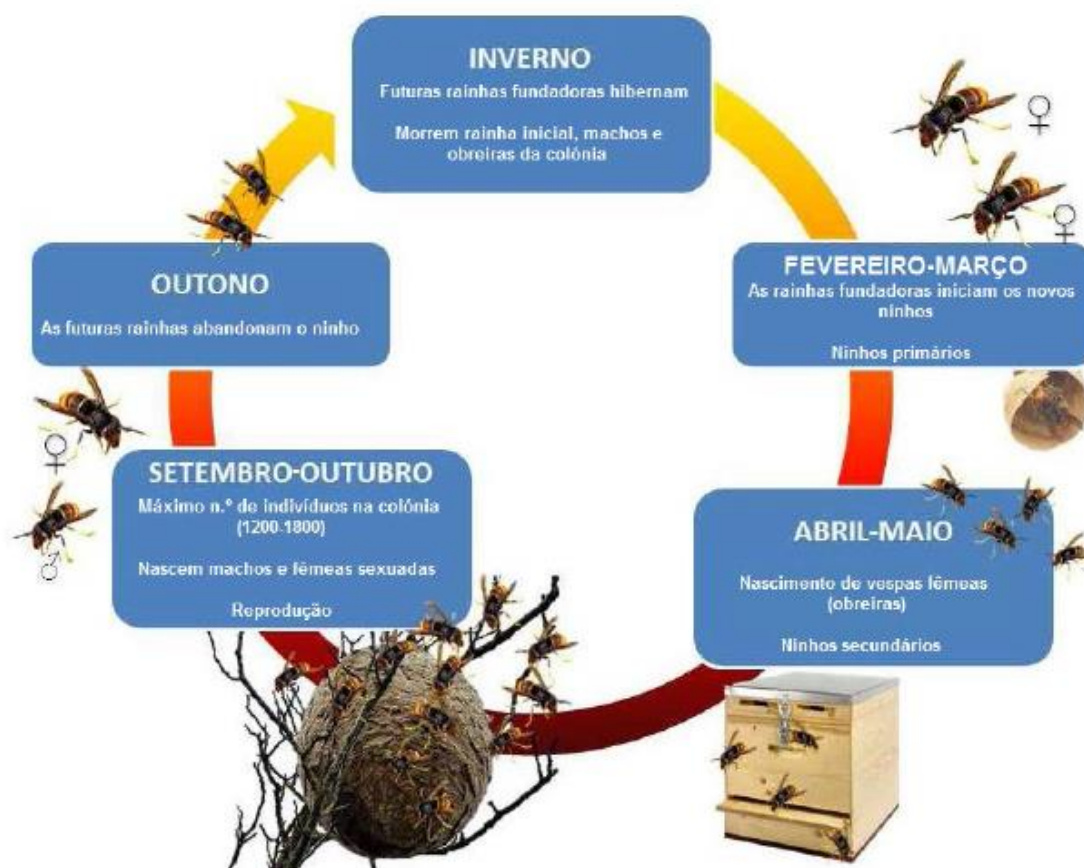 INVERNO
Futuras rainhas fundadoras hibernam
Morrem rainha inicial, machos e
obreiras da colónia
FEVEREIRO-MARÇO
As rainhas fundadoras iniciam os novos
ninhos
Ninhos primários
ABRIL-MAIO
Nascimento de vespas fêmeas
(obreiras)
Ninhos secundários
SETEMBRO-OUTUBRO
Máximo n.º de indivíduos na colónia
(1200-1800)
Nascem machos e fêmeas sexuadas
Reprodução
OUTONO
As futuras rainhas abandonam o ninho